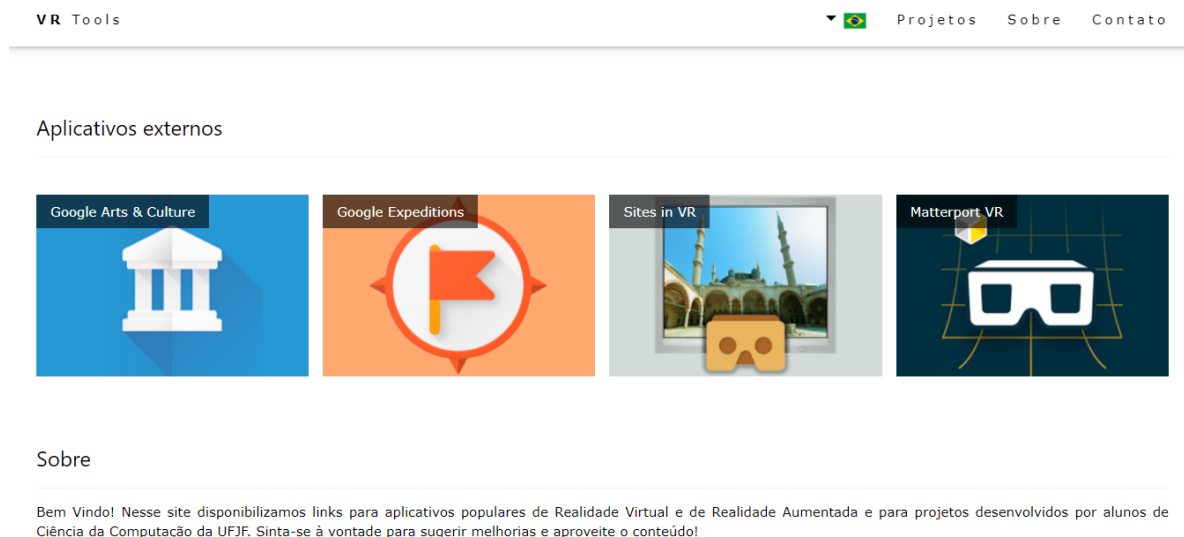 VR Tools
Projetos Sobre Contato
Aplicativos externos
Google Arts & Culture
Google Expeditions
Sites in VR
Matterport VR
Sobre
Bem Vindo! Nesse site disponibilizamos links para aplicativos populares de Realidade Virtual e de Realidade Aumentada e para projetos desenvolvidos por alunos de
Ciência da Computação da UFJF. Sinta-se à vontade para sugerir melhorias e aproveite o conteúdo!